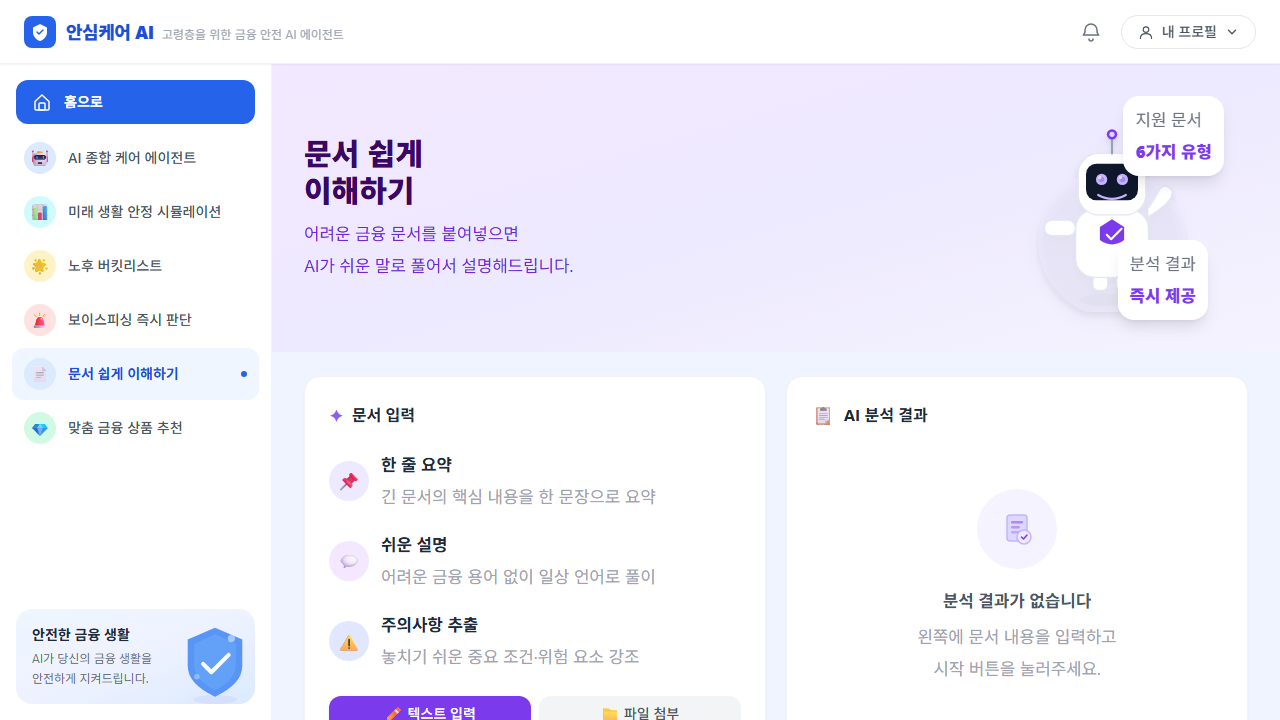 안심케어 AI 고령층을 위한 금융 안전 AI 에이전트
내 프로필
홈으로
AI 종합 케어 에이전트
미래 생활 안정 시뮬레이션
노후 버킷리스트
보이스피싱 즉시 판단
문서 쉽게 이해하기
맞춤 금융 상품 추천
안전한 금융 생활
AI가 당신의 금융 생활을
안전하게 지켜드립니다.
문서 쉽게
이해하기
어려운 금융 문서를 붙여넣으면
AI가 쉬운 말로 풀어서 설명해드립니다.
지원 문서
6가지 유형
분석 결과
즉시 제공
문서 입력
한 줄 요약
긴 문서의 핵심 내용을 한 문장으로 요약
쉬운 설명
어려운 금융 용어 없이 일상 언어로 풀이
주의사항 추출
놓치기 쉬운 중요 조건·위험 요소 강조
텍스트 입력
파일 첨부
AI 분석 결과
분석 결과가 없습니다
왼쪽에 문서 내용을 입력하고
시작 버튼을 눌러주세요.